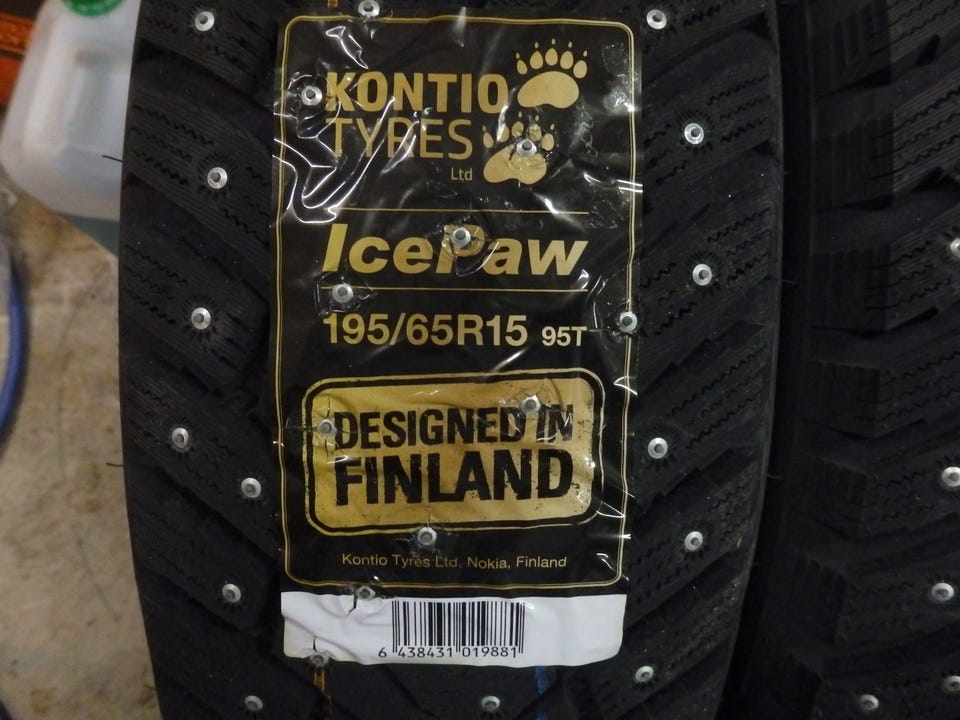 KONTIO
TYRES
Ltd
IcePaw
195/65R15 95T
DESIGNED IN
FINLAND
Kontio Tyres Ltd, Nokia, Finland
6 438431 019881